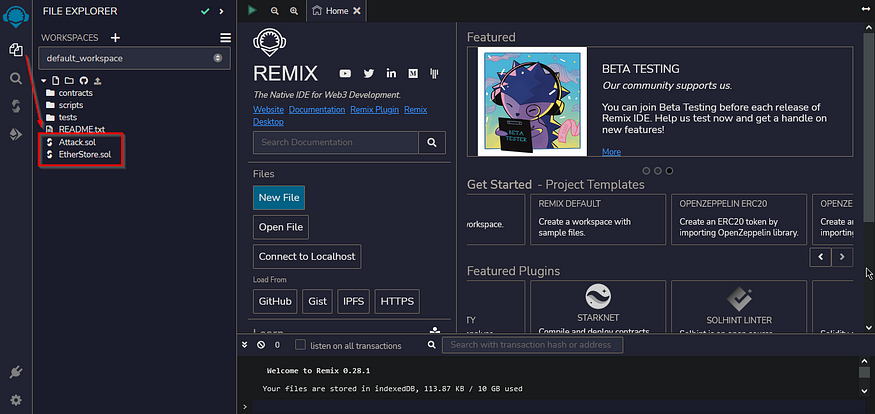 FILE EXPLORER
WORKSPACES
default_workspace
contracts
scripts
tests
README.txt
Attack.sol
EtherStore.sol
Home
REMIX
The Native IDE for Web3 Development.
Website Documentation Remix Plugin Remix
Desktop
Search Documentation
Files
New File
Open File
Connect to Localhost
Load From
GitHub Gist IPFS HTTPS
Learn
Featured
BETA
TESTER
BETA TESTING
Our community supports us.
You can join Beta Testing before each release of
Remix IDE. Help us test now and get a handle on
new features!
More
Get Started - Project Templates
workspace.
REMIX DEFAULT
Create a workspace with
sample files.
OPENZEPPELIN ERC20
Create an ERC20 token by
importing OpenZeppelin library.
OPENZE
Create a
importin
Featured Plugins
TY
STARKNET
Compile and deploy contracts
SOLHINT LINTER
Solhint is an open source
0 listen on all transactions Search with transaction hash or address
Welcome to Remix 0.28.1
Your files are stored in indexedDB, 113.87 KB / 10 GB used
>